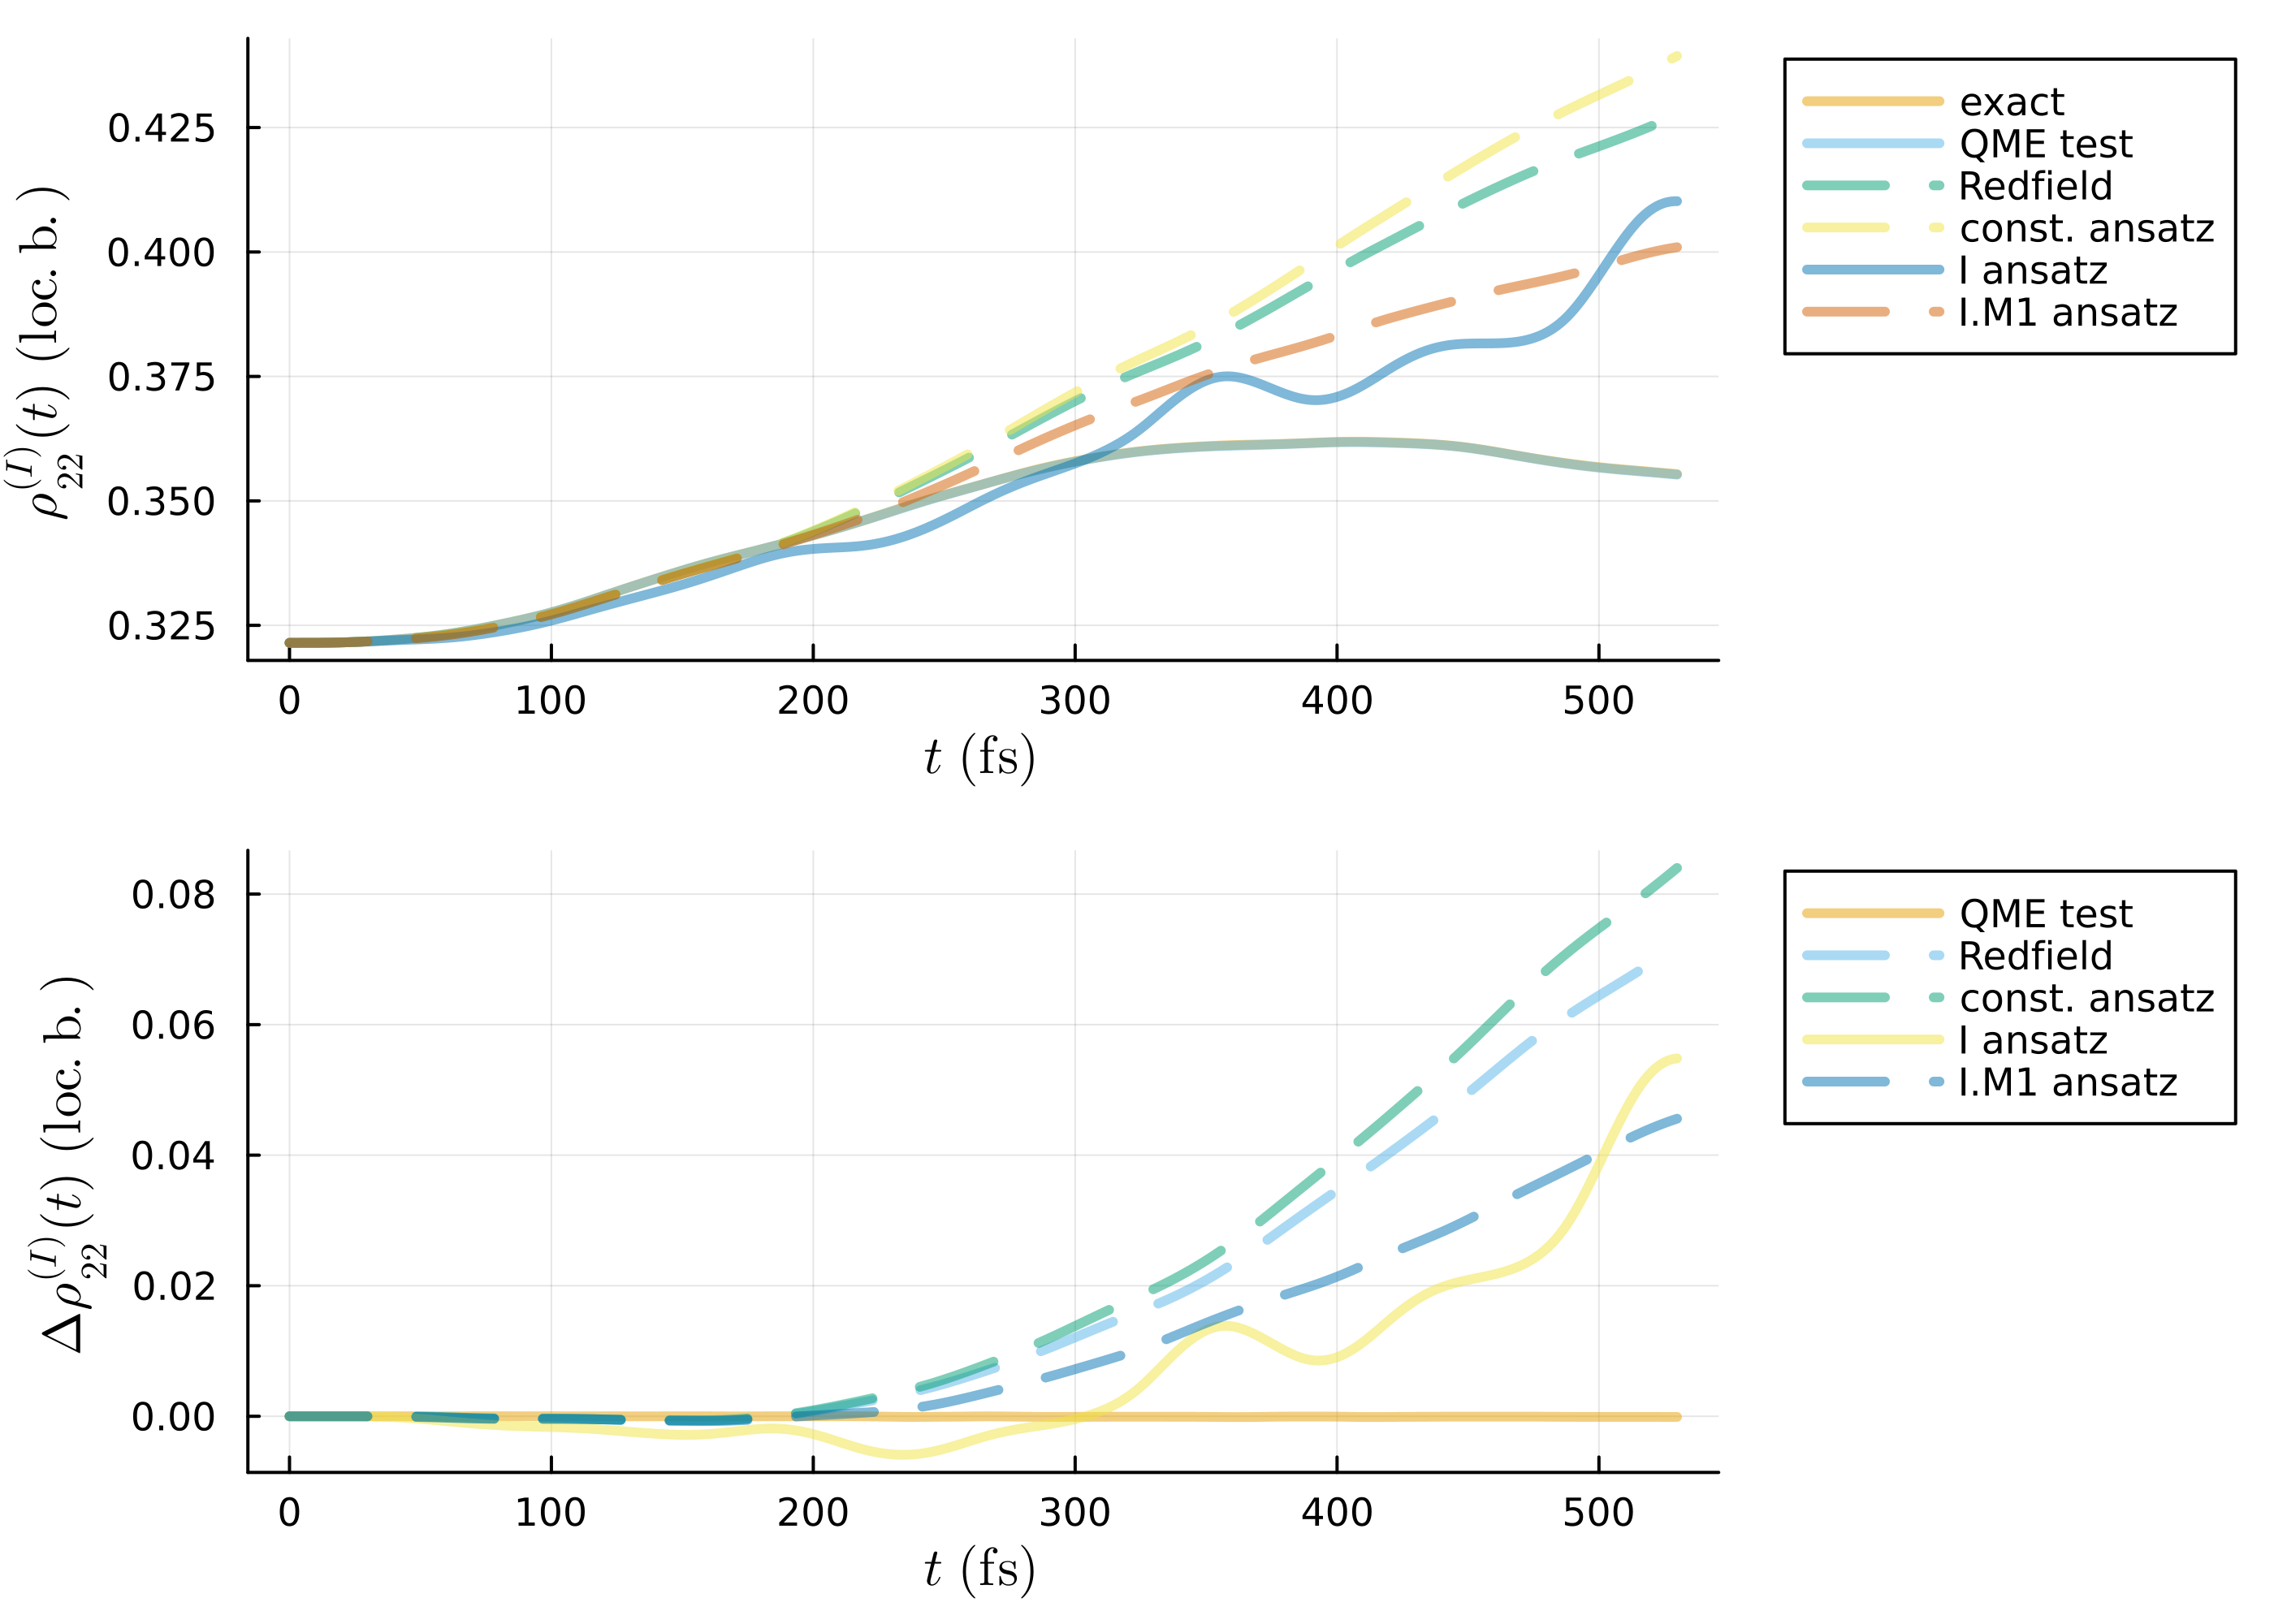 ρ₂₂⁽ᴵ⁾(t) (loc. b.)
0.425
0.400
0.375
0.350
0.325
0 100 200 300 400 500
t (fs)
exact
QME test
Redfield
const. ansatz
I ansatz
I.M1 ansatz
Δρ₂₂⁽ᴵ⁾(t) (loc. b.)
0.08
0.06
0.04
0.02
0.00
0 100 200 300 400 500
t (fs)
QME test
Redfield
const. ansatz
I ansatz
I.M1 ansatz